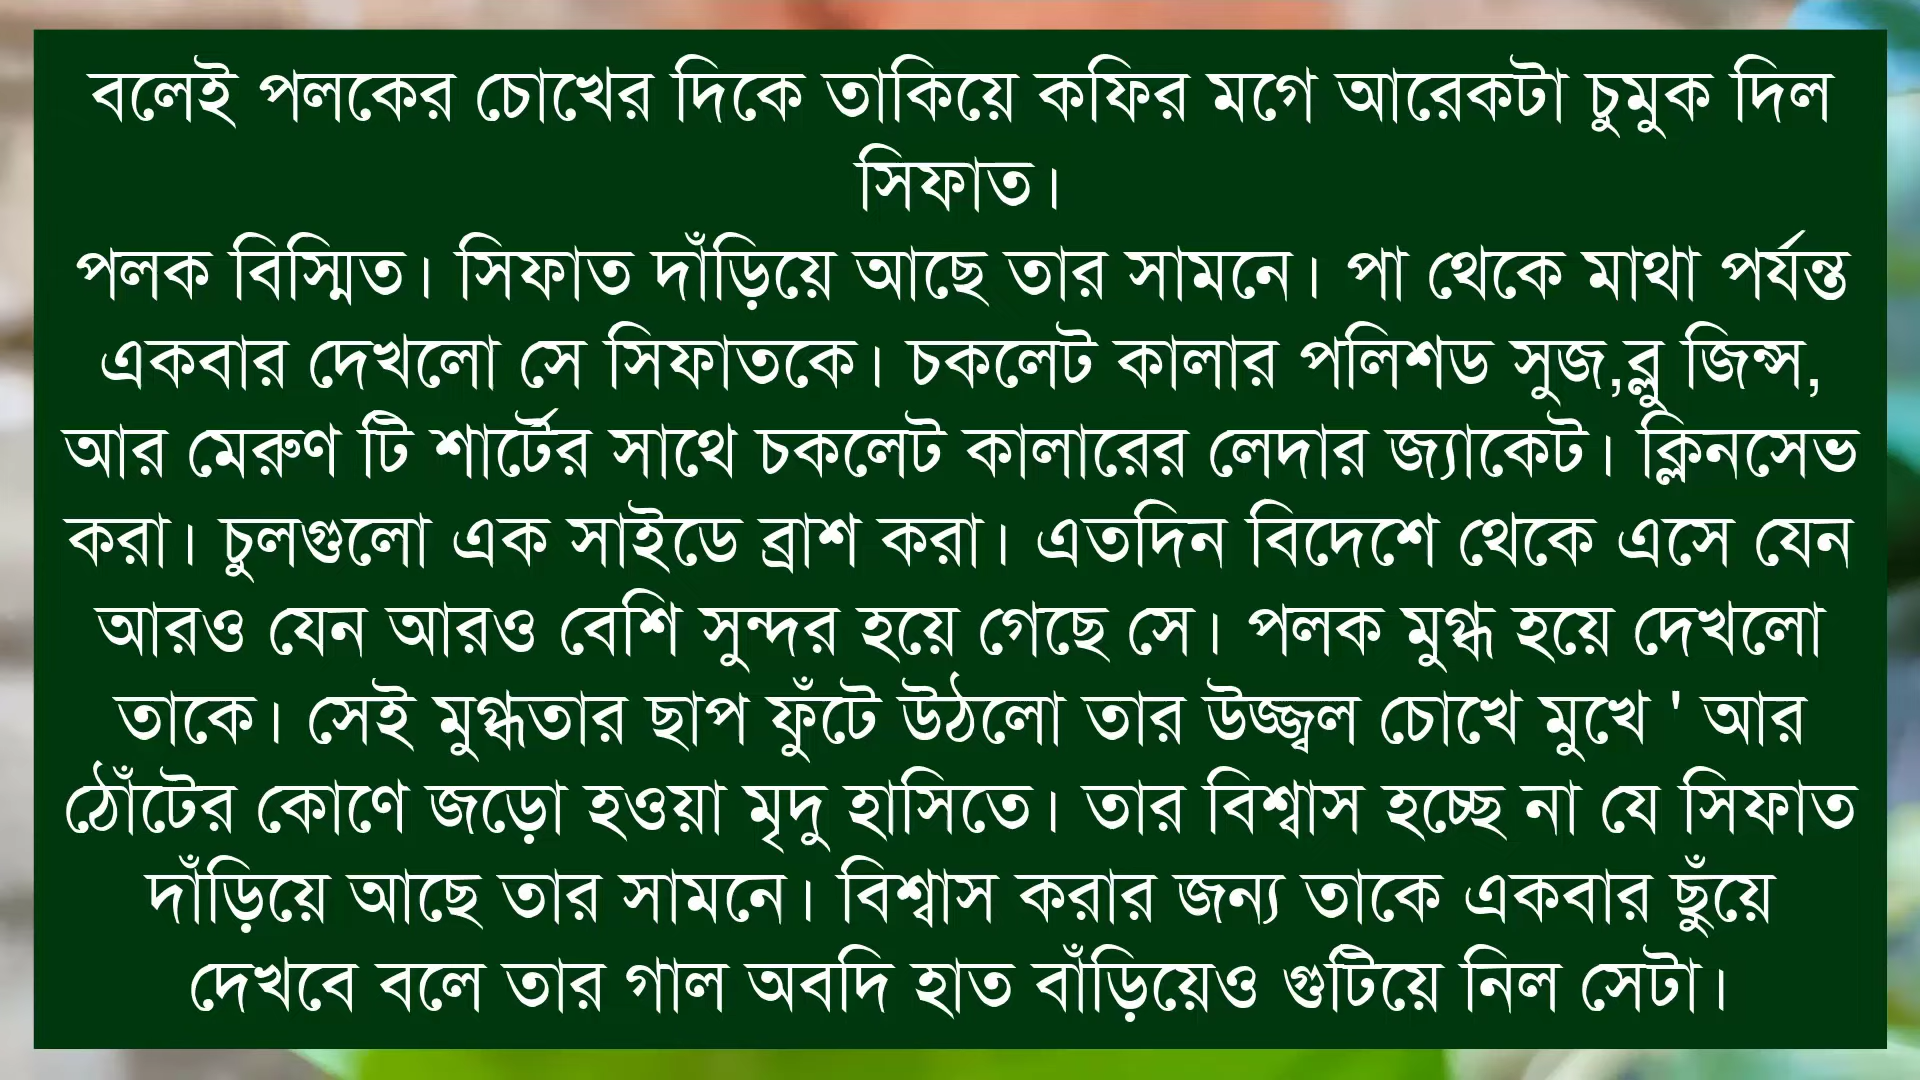 বলেই পলকের চোখের দিকে তাকিয়ে কফির মগে আরেকটা চুমুক দিল
সিফাত।
পলক বিস্মিত। সিফাত দাঁড়িয়ে আছে তার সামনে। পা থেকে মাথা পর্যন্ত
একবার দেখলো সে সিফাতকে। চকলেট কালার পলিশড সুজ,ব্লু জিন্স,
আর মেরুণ টি শার্টের সাথে চকলেট কালারের লেদার জ্যাকেট। ক্লিনসেভ
করা। চুলগুলো এক সাইডে ব্রাশ করা। এতদিন বিদেশে থেকে এসে যেন
আরও যেন আরও বেশি সুন্দর হয়ে গেছে সে। পলক মুগ্ধ হয়ে দেখলো
তাকে। সেই মুগ্ধতার ছাপ ফুঁটে উঠলো তার উজ্জ্বল চোখে মুখে ' আর
ঠোঁটের কোণে জড়ো হওয়া মৃদু হাসিতে। তার বিশ্বাস হচ্ছে না যে সিফাত
দাঁড়িয়ে আছে তার সামনে। বিশ্বাস করার জন্য তাকে একবার ছুঁয়ে
দেখবে বলে তার গাল অবদি হাত বাঁড়িয়েও গুটিয়ে নিল সেটা।